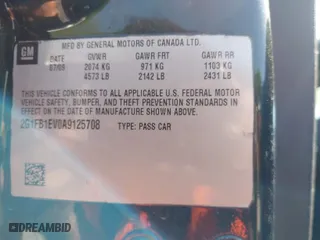 GM
MFD BY GENERAL MOTORS OF CANADA LTD.
DATE GVWR GAWR FRT GAWR RR
07/09 2074 KG 971 KG 1103 KG
4573 LB 2142 LB 2431 LB
THIS VEHICLE CONFORMS TO ALL APPLICABLE U.S. FEDERAL MOTOR
VEHICLE SAFETY, BUMPER, AND THEFT PREVENTION STANDARDS
IN EFFECT ON THE DATE OF MANUFACTURE SHOWN ABOVE.
2G1FB1EV0A9125708 TYPE: PASS CAR